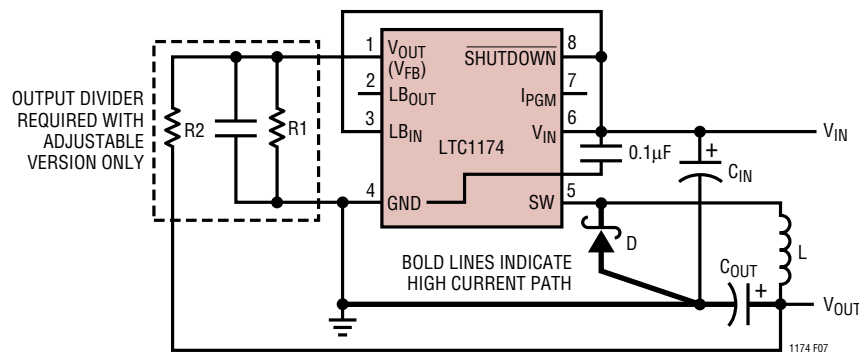 OUTPUT DIVIDER
REQUIRED WITH
ADJUSTABLE
VERSION ONLY
R2
R1
1
2
3
4
VOUT
(VFB)
LBOUT
LBIN
GND
LTC1174
SHUTDOWN
IPGM
VIN
SW
8
7
6
5
0.1µF
VIN
+
CIN
D
L
BOLD LINES INDICATE
HIGH CURRENT PATH
COUT
+
VOUT
1174 F07